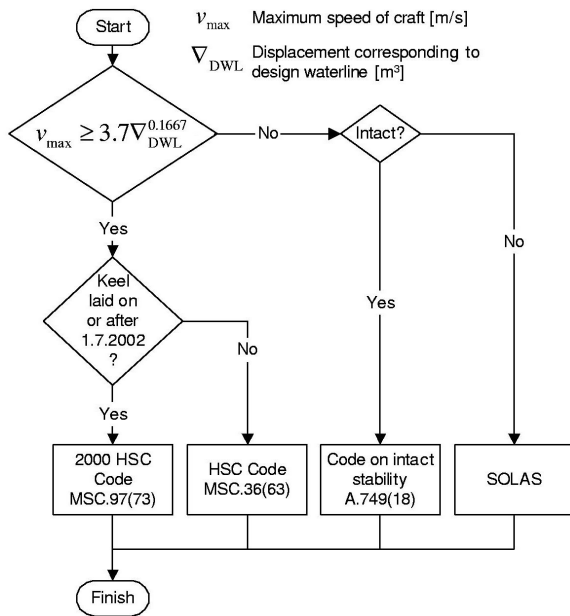 Start
v_max Maximum speed of craft [m/s]
∇_DWL Displacement corresponding to
design waterline [m³]
v_max ≥ 3.7∇_DWL^0.1667
No
Intact?
Yes
No
Keel
laid on
or after
1.7.2002
?
No
Yes
Yes
2000 HSC
Code
MSC.97(73)
HSC Code
MSC.36(63)
Code on intact
stability
A.749(18)
SOLAS
Finish